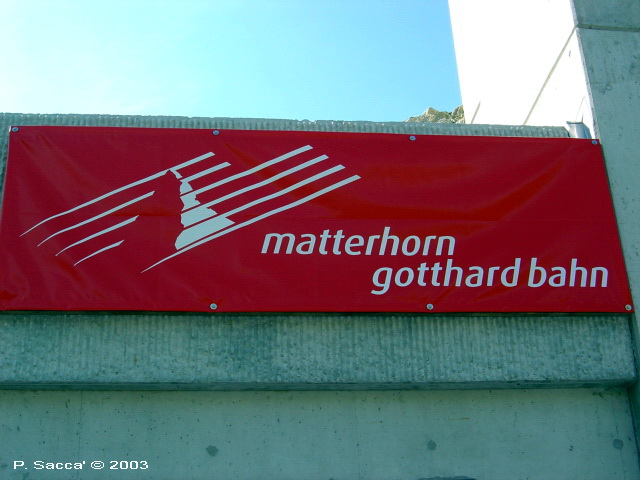 matterhorn
gotthard bahn
P. Sacca' © 2003